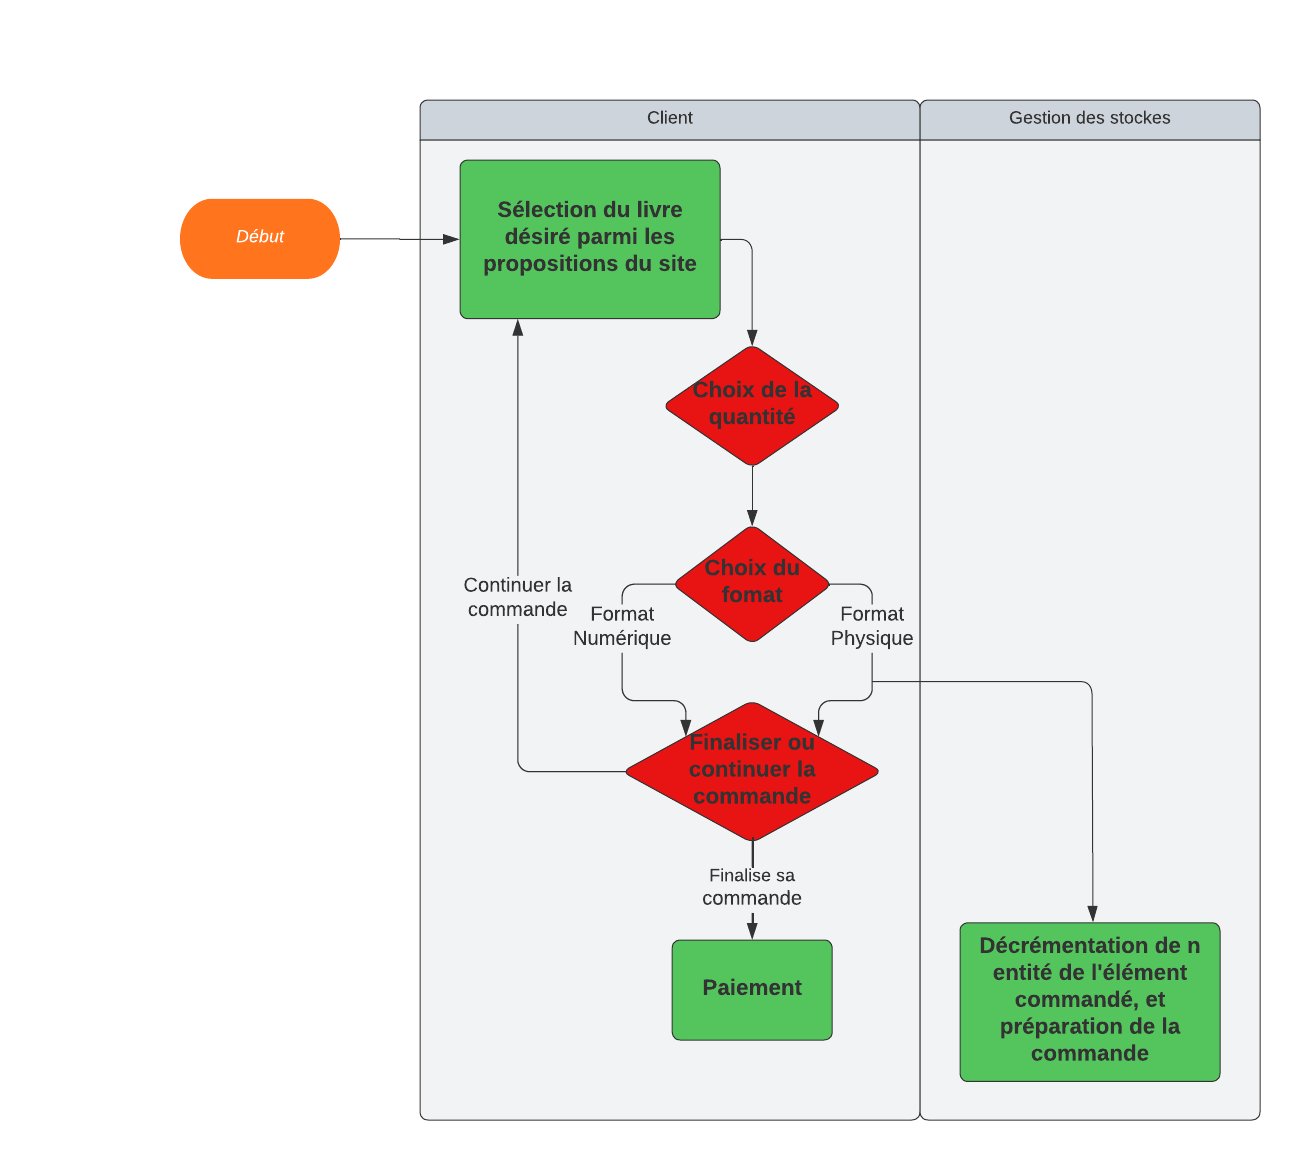 Client
Gestion des stockes
Début
Sélection du livre
désiré parmi les
propositions du site
Choix de la
quantité
Choix du
fomat
Continuer la
commande
Format
Numérique
Format
Physique
Finaliser ou
continuer la
commande
Finalise sa
commande
Paiement
Décrémentation de n
entité de l'élément
commandé, et
préparation de la
commande